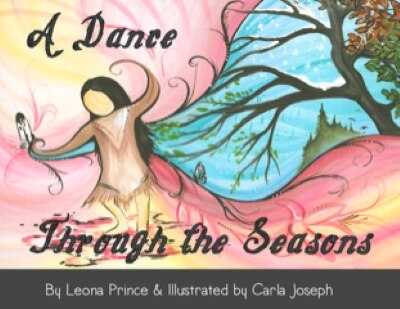 A Dance
Through the Seasons
By Leona Prince & Illustrated by Carla Joseph